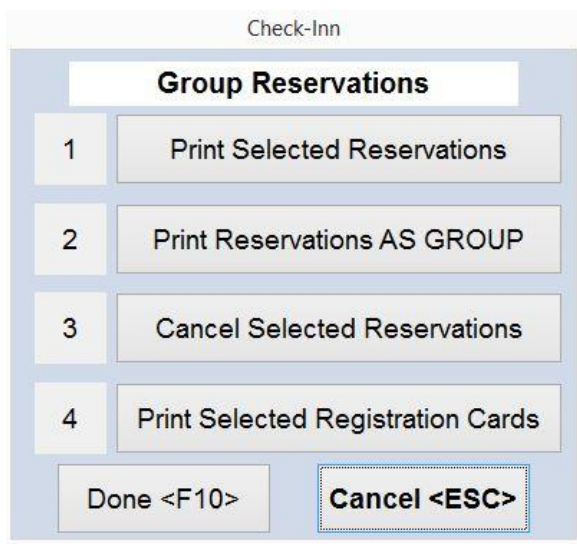 Check-Inn
Group Reservations
1 Print Selected Reservations
2 Print Reservations AS GROUP
3 Cancel Selected Reservations
4 Print Selected Registration Cards
Done <F10> Cancel <ESC>